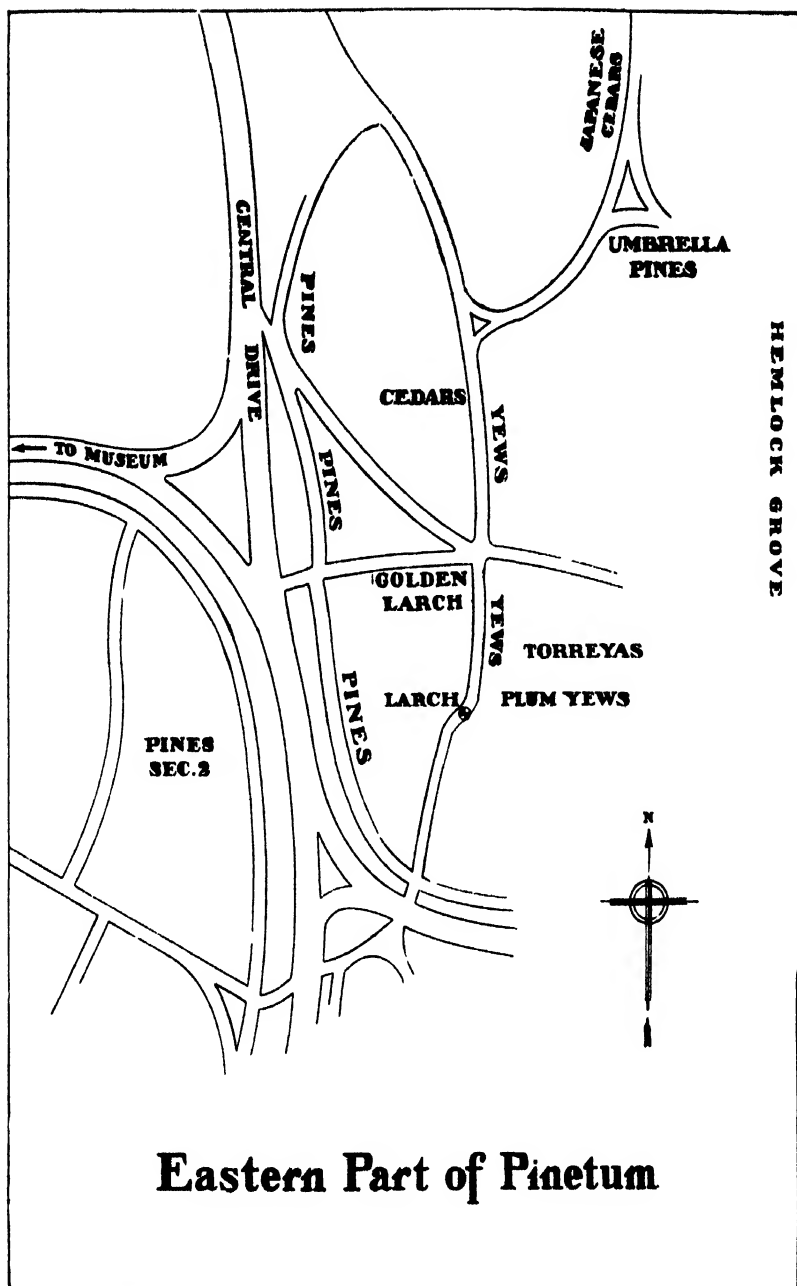 JAPANESE
CEDARS
UMBRELLA
PINES
CENTRAL
DRIVE
PINES
HEMLOCK GROVE
CEDARS
YEWS
TO MUSEUM
PINES
GOLDEN
LARCH
YEWS
TORREYAS
LARCH
PLUM YEWS
PINES
PINES
SEC.2
N
Eastern Part of Pinetum